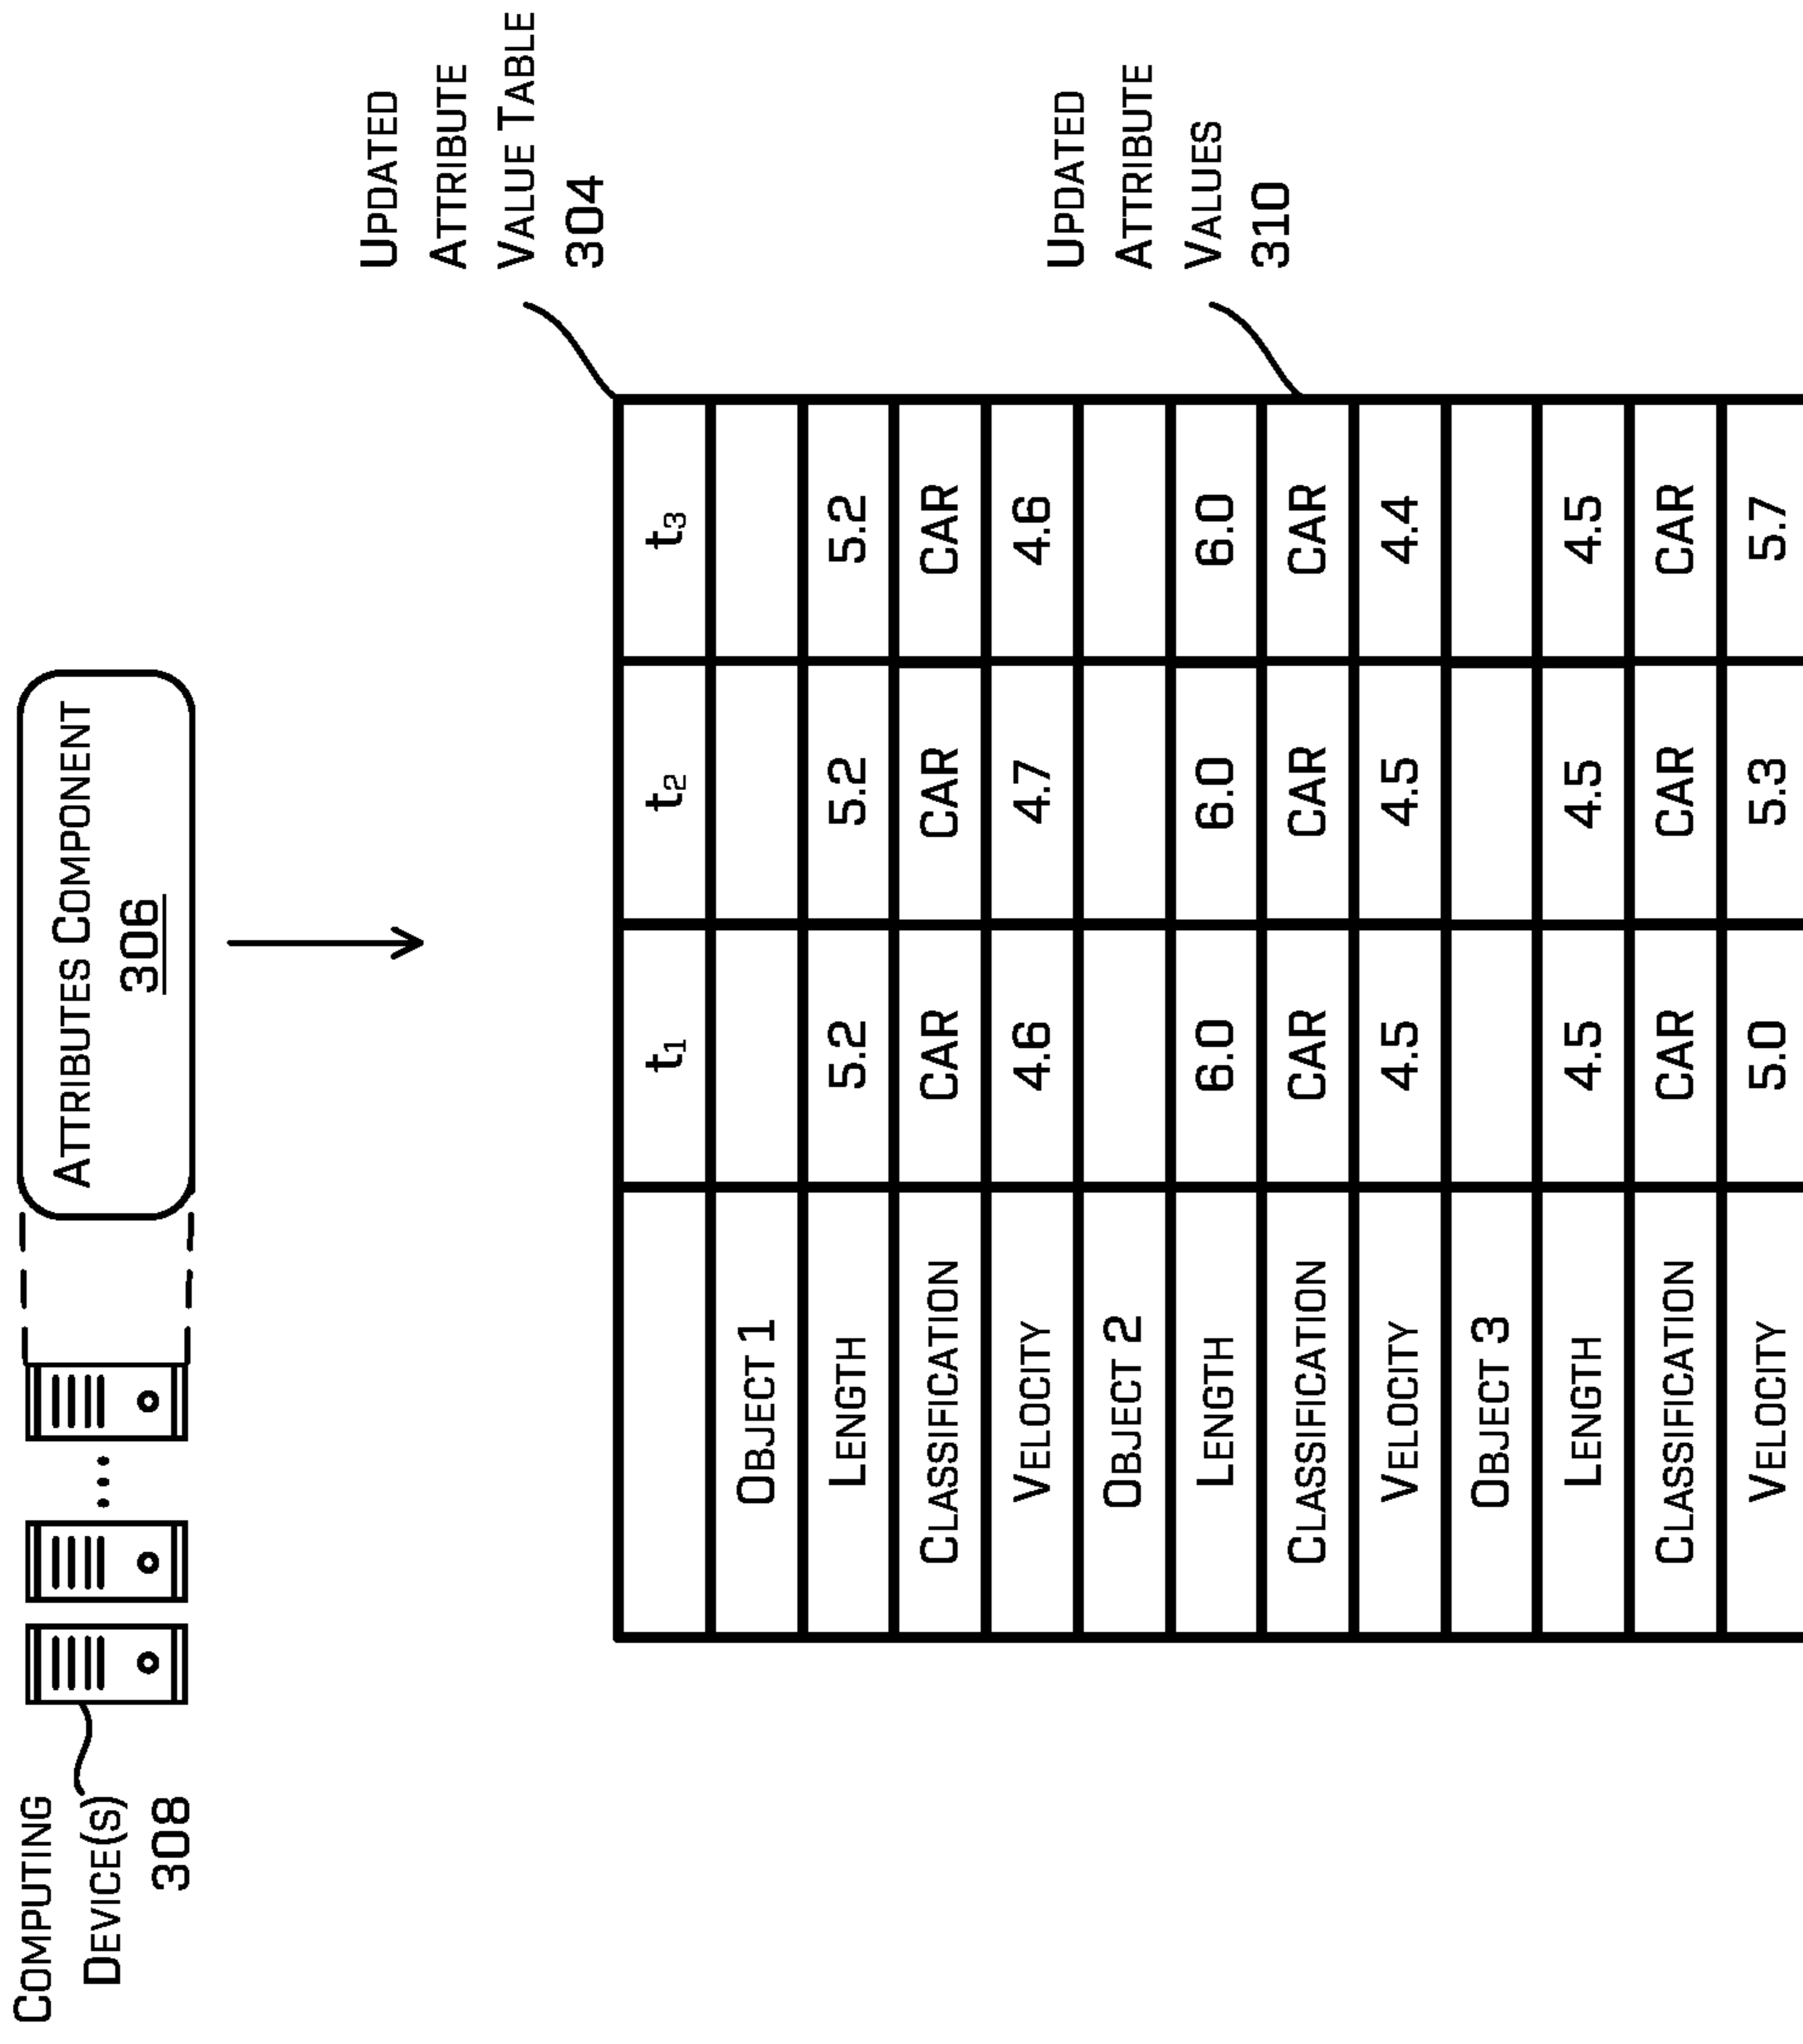 COMPUTING
DEVICE(S)
308
ATTRIBUTES COMPONENT
306
UPDATED
ATTRIBUTE
VALUE TABLE
304
t₁ t₂ t₃
OBJECT 1
LENGTH 5.2 5.2 5.2
CLASSIFICATION CAR CAR CAR
VELOCITY 4.6 4.7 4.6
OBJECT 2
LENGTH 6.0 6.0 6.0
CLASSIFICATION CAR CAR CAR
VELOCITY 4.5 4.5 4.4
OBJECT 3
LENGTH 4.5 4.5 4.5
CLASSIFICATION CAR CAR CAR
VELOCITY 5.0 5.3 5.7
UPDATED
ATTRIBUTE
VALUES
310